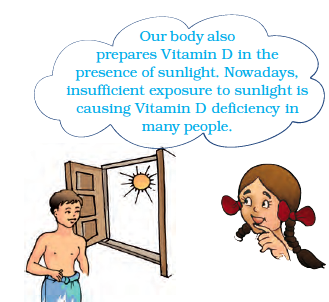 Our body also
prepares Vitamin D in the
presence of sunlight. Nowadays,
insufficient exposure to sunlight is
causing Vitamin D deficiency in
many people.